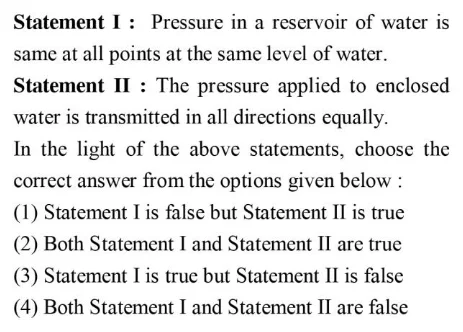 Statement I : Pressure in a reservoir of water is
same at all points at the same level of water.
Statement II : The pressure applied to enclosed
water is transmitted in all directions equally.
In the light of the above statements, choose the
correct answer from the options given below :
(1) Statement I is false but Statement II is true
(2) Both Statement I and Statement II are true
(3) Statement I is true but Statement II is false
(4) Both Statement I and Statement II are false